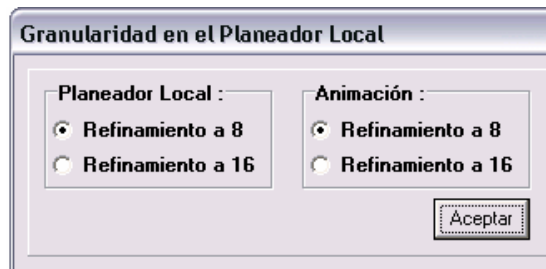 Granularidad en el Planeador Local
Planeador Local :
Refinamiento a 8
Refinamiento a 16
Animación :
Refinamiento a 8
Refinamiento a 16
Aceptar